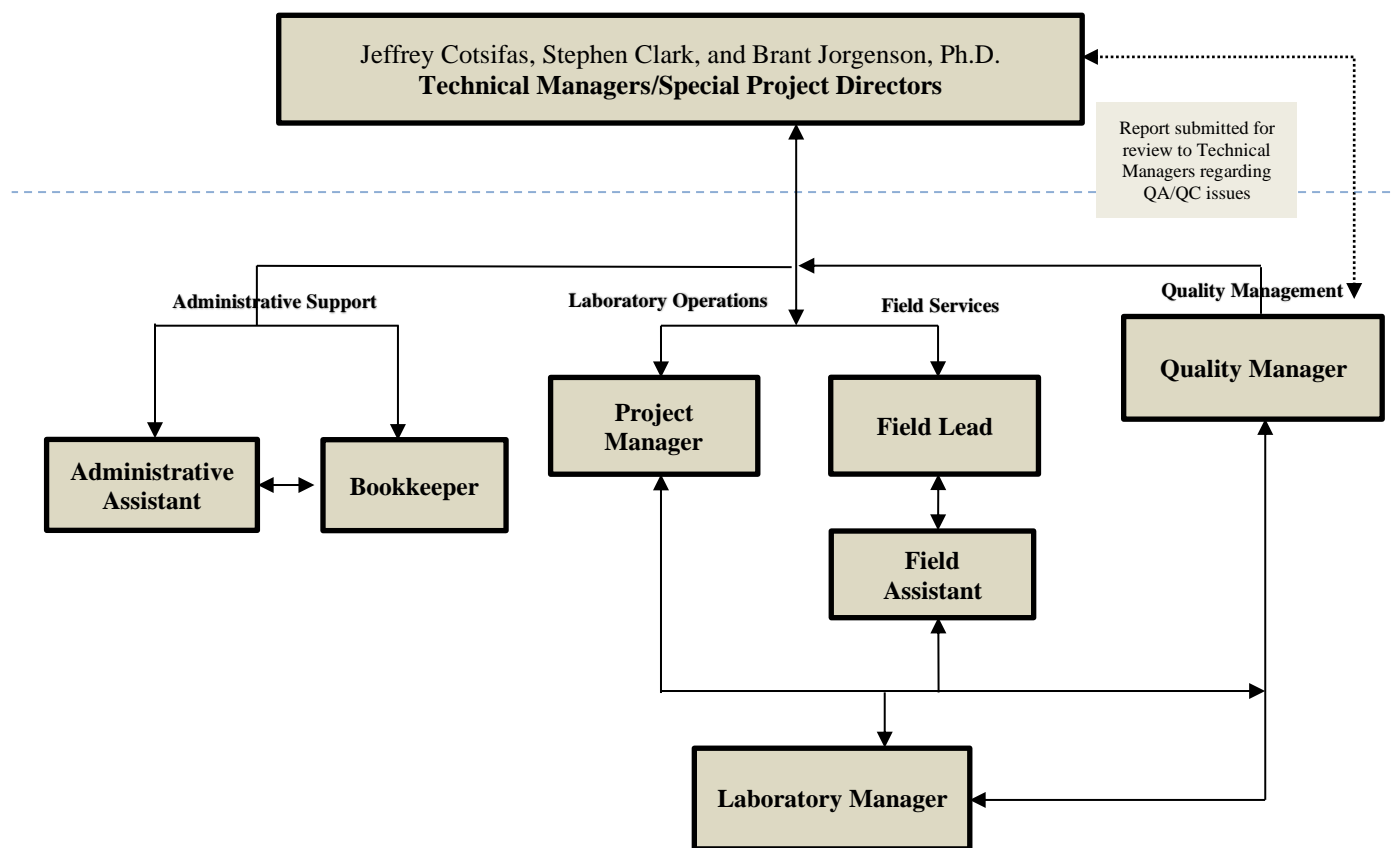 Jeffrey Cotsifas, Stephen Clark, and Brant Jorgenson, Ph.D.
Technical Managers/Special Project Directors
Report submitted for
review to Technical
Managers regarding
QA/QC issues
Administrative Support
Laboratory Operations
Field Services
Quality Management
Quality Manager
Project
Manager
Field Lead
Administrative
Assistant
Bookkeeper
Field
Assistant
Laboratory Manager